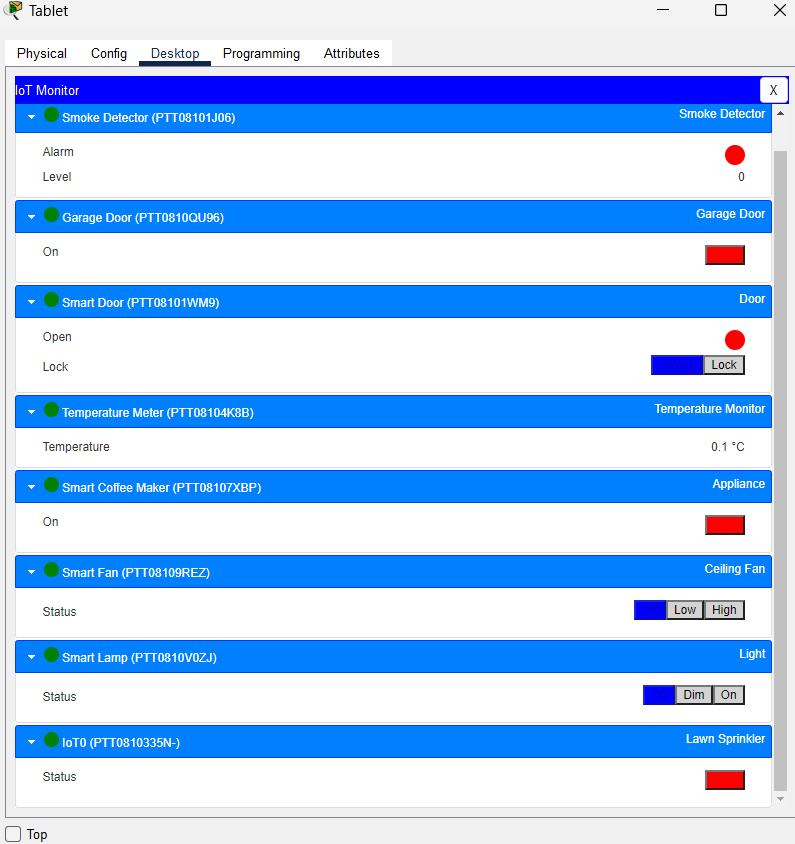 Tablet
Physical Config Desktop Programming Attributes
IoT Monitor X
Smoke Detector (PTT08101J06) Smoke Detector
Alarm
Level 0
Garage Door (PTT0810QU96) Garage Door
On
Smart Door (PTT08101WM9) Door
Open
Lock Lock
Temperature Meter (PTT08104K8B) Temperature Monitor
Temperature 0.1 °C
Smart Coffee Maker (PTT08107XBP) Appliance
On
Smart Fan (PTT08109REZ) Ceiling Fan
Status Low High
Smart Lamp (PTT0810V0ZJ) Light
Status Dim On
IoT0 (PTT0810335N-) Lawn Sprinkler
Status
Top